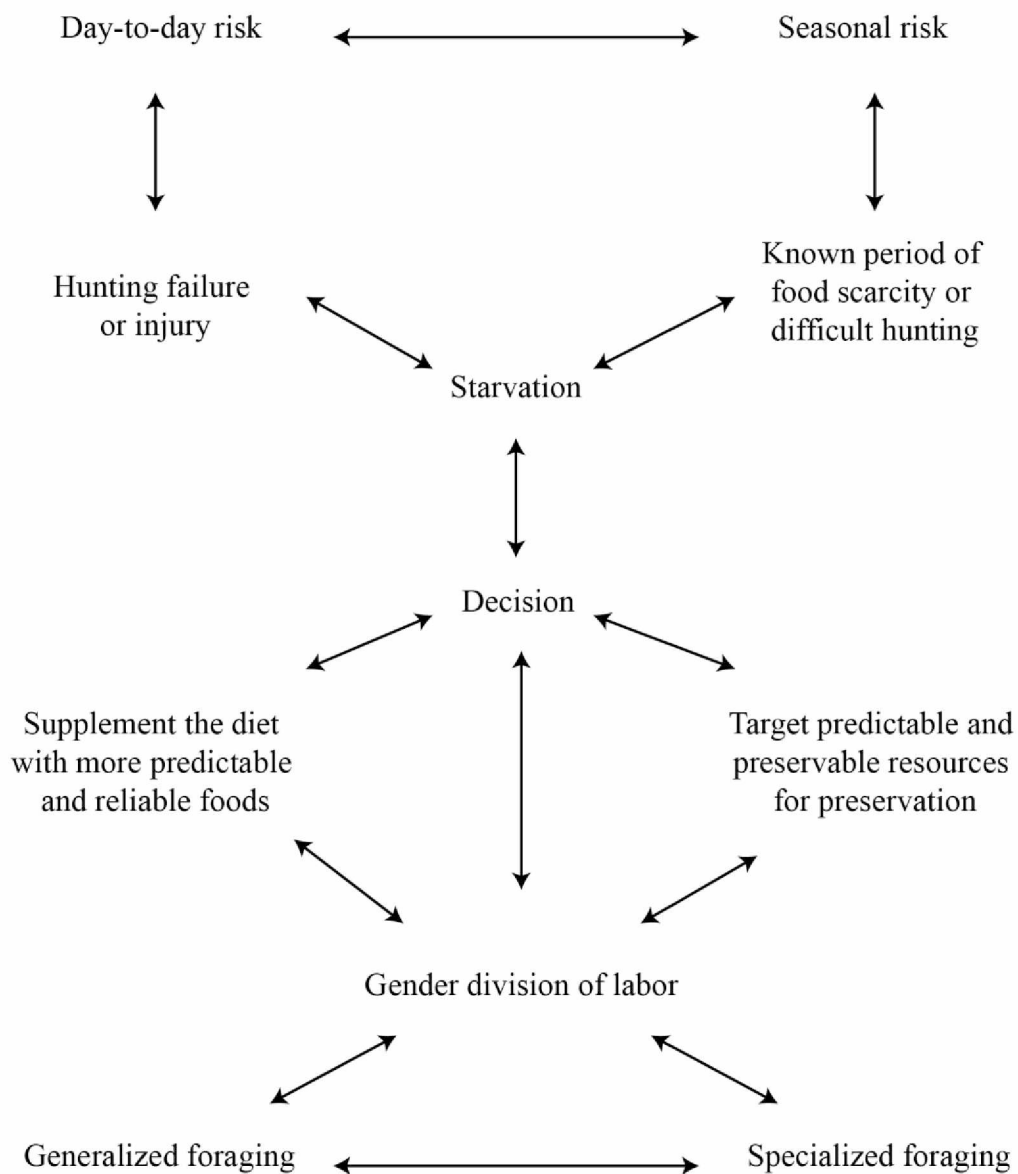 Day-to-day risk
Seasonal risk
Hunting failure
or injury
Known period of
food scarcity or
difficult hunting
Starvation
Decision
Supplement the diet
with more predictable
and reliable foods
Target predictable and
preservable resources
for preservation
Gender division of labor
Generalized foraging
Specialized foraging